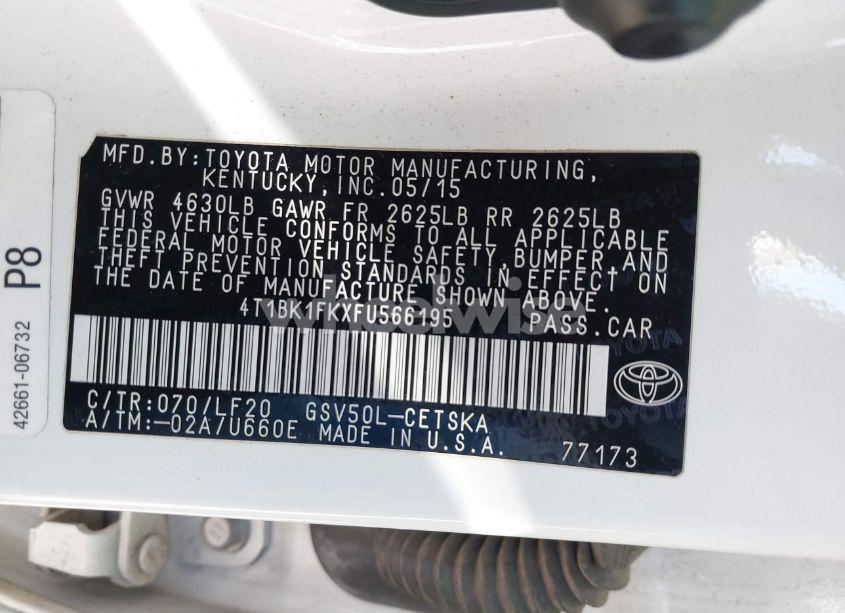 MFD.BY:TOYOTA MOTOR MANUFACTURING,
KENTUCKY,INC.05/15
GVWR 4630LB GAWR FR 2625LB RR 2625LB
THIS VEHICLE CONFORMS TO ALL APPLICABLE
FEDERAL MOTOR VEHICLE SAFETY,BUMPER,AND
THEFT PREVENTION STANDARDS IN EFFECT ON
THE DATE OF MANUFACTURE SHOWN ABOVE.
4T1BK1FKXFU566195 PASS.CAR
C/TR:070/LF20 GSV50L-CETSKA
A/TM:-02A/U660E MADE IN U.S.A.
77173
P8
42661-06732
wheelwise
TOYOTA